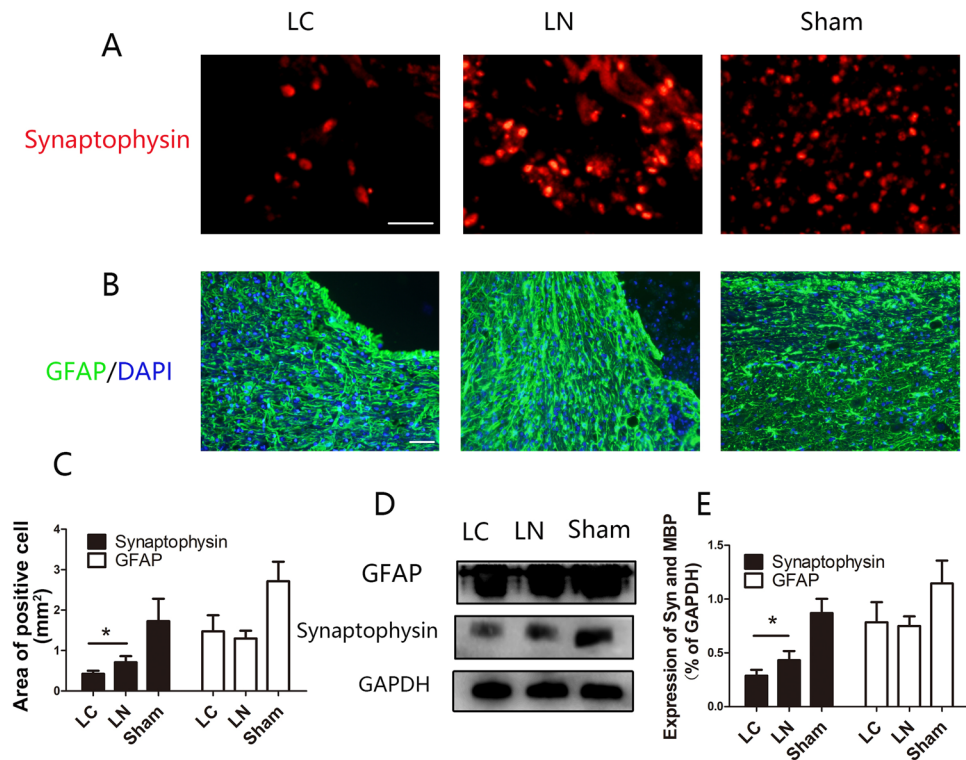 LC LN Sham
A
Synaptophysin
B
GFAP/DAPI
C
Area of positive cell
(mm²)
4
3
2
1
0
Synaptophysin
GFAP
*
LC LN Sham LC LN Sham
D
LC LN Sham
GFAP
Synaptophysin
GAPDH
E
Expression of Syn and MBP
(% of GAPDH)
1.5
1.0
0.5
0.0
Synaptophysin
GFAP
*
LC LN Sham LC LN Sham